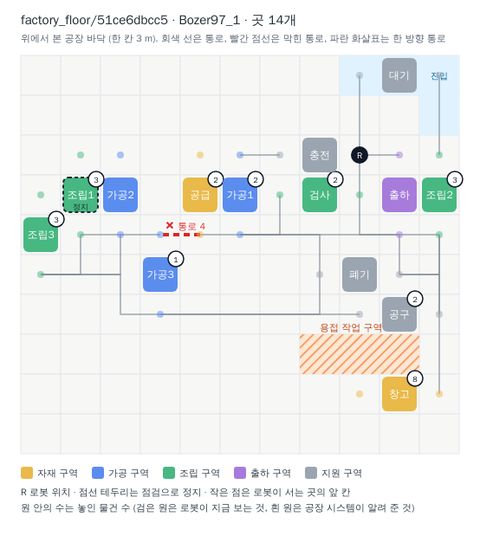 factory_floor/51ce6dbcc5 · Bozer97_1 · 곳 14개
위에서 본 공장 바닥 (한 칸 3 m). 회색 선은 통로, 빨간 점선은 막힌 통로, 파란 화살표는 한 방향 통로
대기
전립
충전
R
3
조립1
정지
가공2
2
공급
2
가공1
2
검사
출하
3
조립2
3
조립3
통로 4
1
가공3
폐기
2
공구
용접 작업 구역
8
창고
자재 구역
가공 구역
조립 구역
출하 구역
지원 구역
R 로봇 위치 · 점선 테두리는 점검으로 정지 · 작은 점은 로봇이 서는 곳의 앞 칸
원 안의 수는 놓인 물건 수 (검은 원은 로봇이 지금 보는 것, 흰 원은 공장 시스템이 알려 준 것)